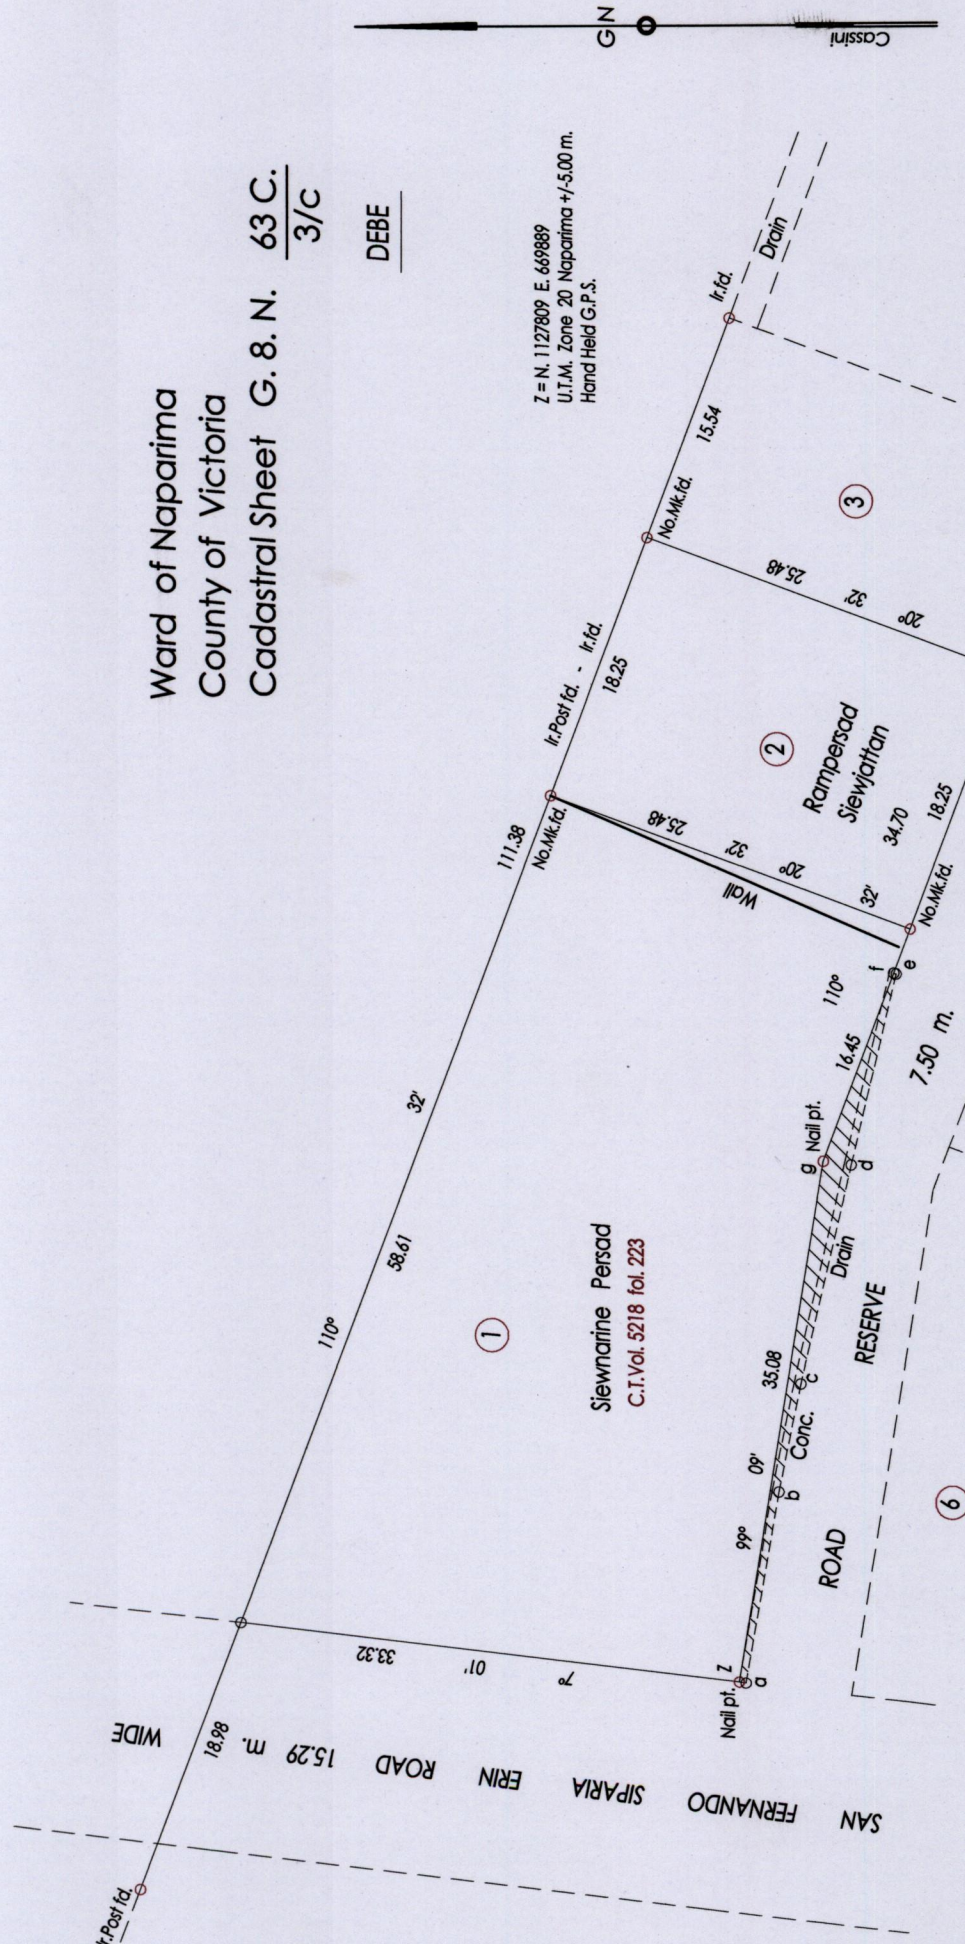 Ward of Naparima
County of Victoria
Cadastral Sheet G. 8. N. 63 C.
3/c
DEBE
GN
Cassini
Z = N. 1127809 E. 669889
U.T.M. Zone 20 Naparima +/-5.00 m.
Hand Held G.P.S.
Ir.Post fd.
18.98
110°
58.61
32'
111.38
No.Mk.fd.
Ir.Post fd. - Ir.fd.
18.25
No.Mk.fd.
15.54
Ir.fd.
Drain
7° 01' 33.32
1
Siewnarine Persad
C.T.Vol. 5218 fol. 223
Wall
20° 32' 25.48
2
Rampersad
Siewjattan
20° 32' 25.48
3
Nail pt. Z
a
99° 09' 35.08
b
Conc.
c
Drain
g Nail pt.
d
16.45
110°
f
e
32'
34.70
No.Mk.fd.
18.25
ROAD RESERVE 7.50 m.
6
SAN FERNANDO SIPARIA ERIN ROAD 15.29 m. WIDE